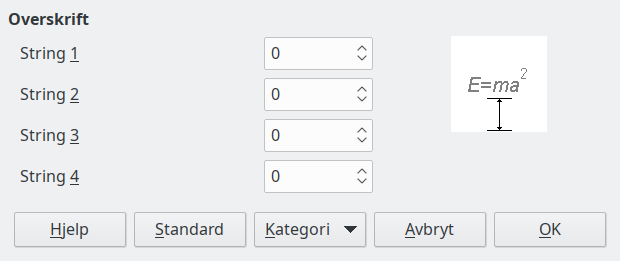 Overskrift
String 1 0
String 2 0
String 3 0
String 4 0
E=ma²
Hjelp Standard Kategori Avbryt OK